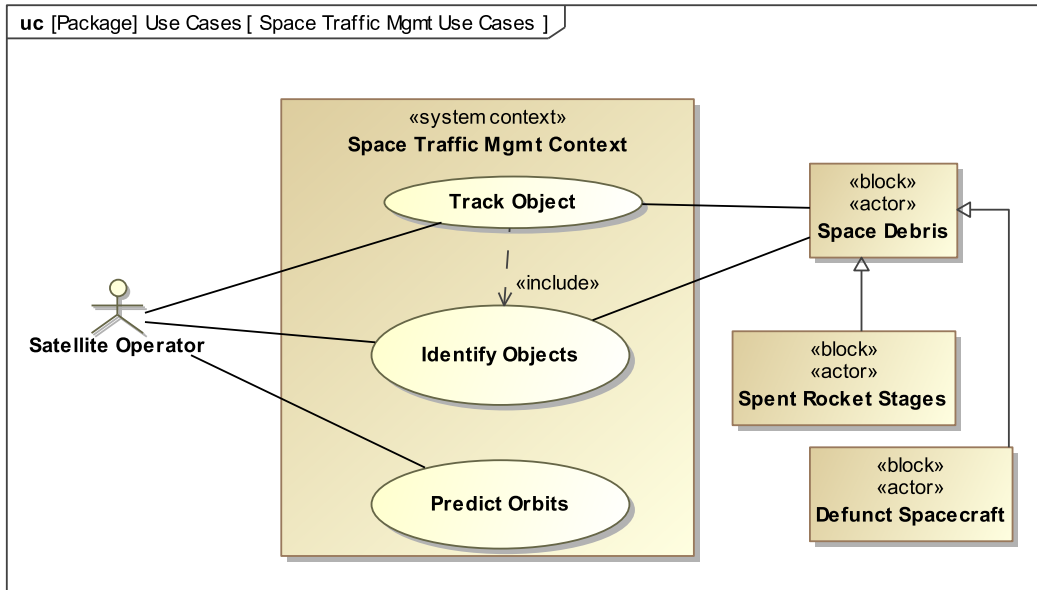 uc [Package] Use Cases [ Space Traffic Mgmt Use Cases ]
«system context»
Space Traffic Mgmt Context
Track Object
«include»
Identify Objects
Predict Orbits
Satellite Operator
«block»
«actor»
Space Debris
«block»
«actor»
Spent Rocket Stages
«block»
«actor»
Defunct Spacecraft